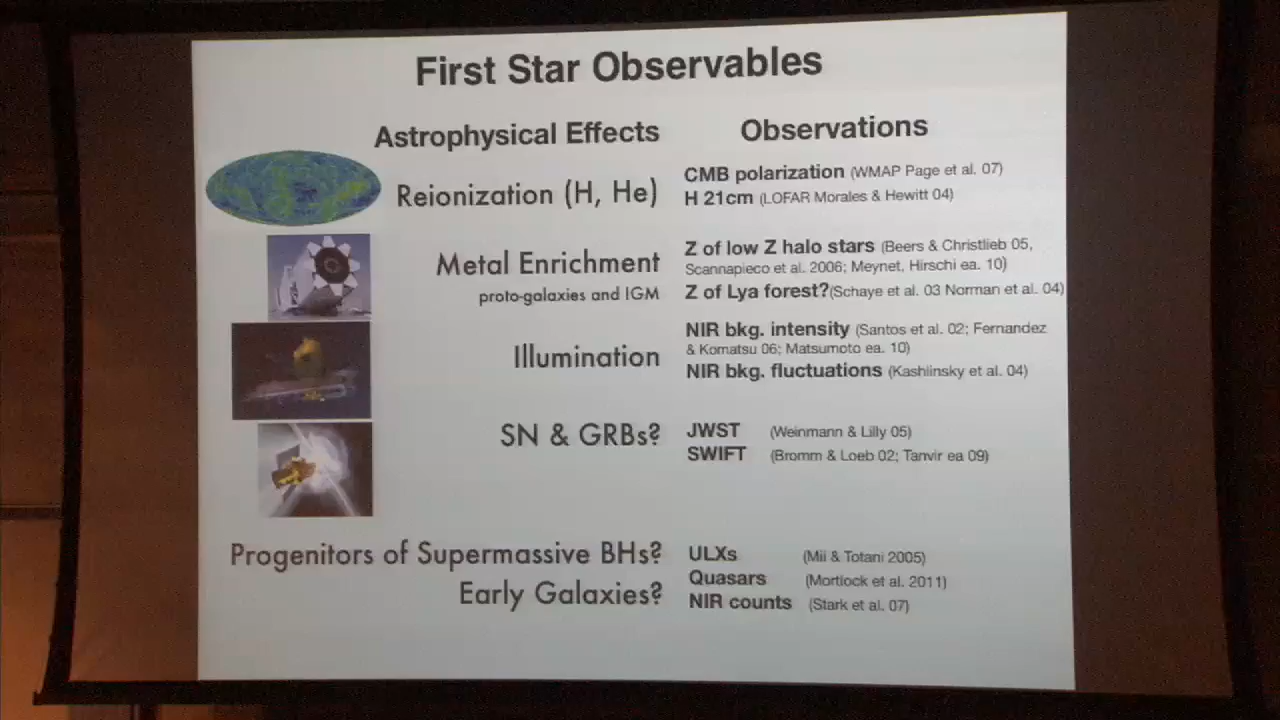 First Star Observables
Astrophysical Effects
Observations
Reionization (H, He)
CMB polarization (WMAP Page et al. 07)
H 21cm (LOFAR Morales & Hewitt 04)
Metal Enrichment
proto-galaxies and IGM
Z of low Z halo stars (Beers & Christlieb 05,
Scannapieco et al. 2006; Meynet, Hirschi ea. 10)
Z of Lya forest?(Schaye et al. 03 Norman et al. 04)
Illumination
NIR bkg. intensity (Santos et al. 02; Fernandez
& Komatsu 06; Matsumoto ea. 10)
NIR bkg. fluctuations (Kashlinsky et al. 04)
SN & GRBs?
JWST (Weinmann & Lilly 05)
SWIFT (Bromm & Loeb 02; Tanvir ea 09)
Progenitors of Supermassive BHs?
Early Galaxies?
ULXs (Mii & Totani 2005)
Quasars (Mortlock et al. 2011)
NIR counts (Stark et al. 07)